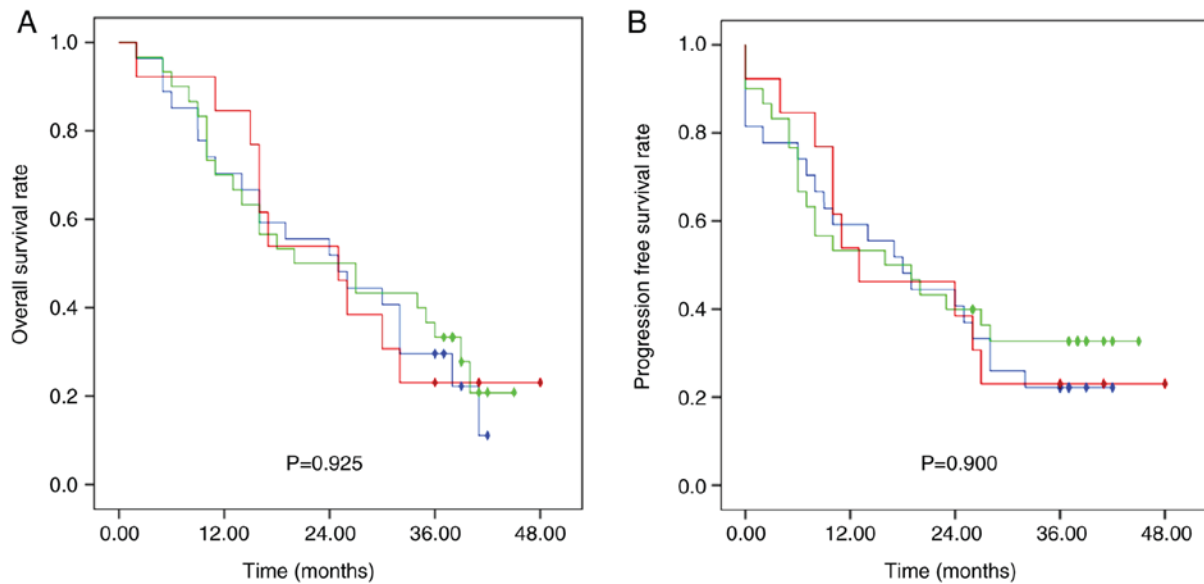 A
Overall survival rate
1.0
0.8
0.6
0.4
0.2
0.0
P=0.925
0.00 12.00 24.00 36.00 48.00
Time (months)
B
Progression free survival rate
1.0
0.8
0.6
0.4
0.2
0.0
P=0.900
0.00 12.00 24.00 36.00 48.00
Time (months)